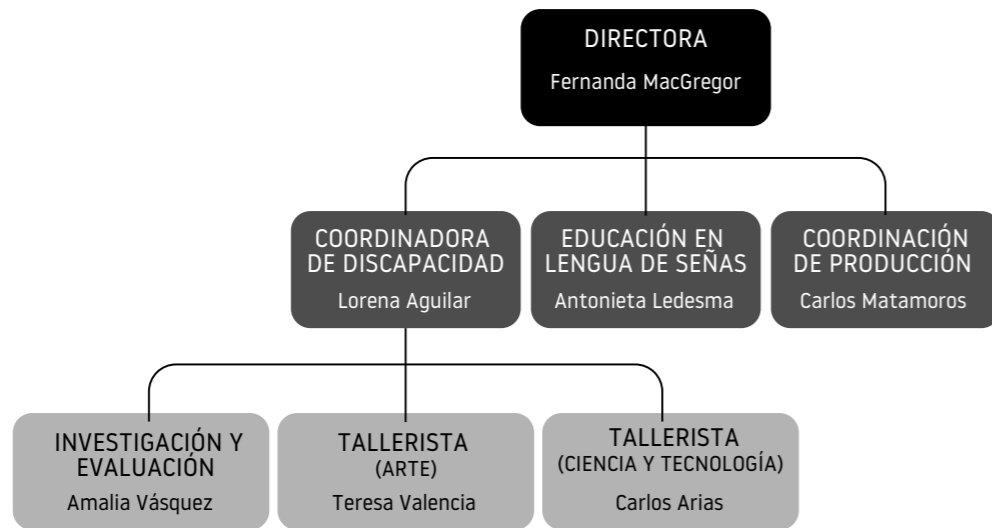 DIRECTORA
Fernanda MacGregor
COORDINADORA
DE DISCAPACIDAD
Lorena Aguilar
EDUCACIÓN EN
LENGUA DE SEÑAS
Antonieta Ledesma
COORDINACIÓN
DE PRODUCCIÓN
Carlos Matamoros
INVESTIGACIÓN Y
EVALUACIÓN
Amalia Vásquez
TALLERISTA
(ARTE)
Teresa Valencia
TALLERISTA
(CIENCIA Y TECNOLOGÍA)
Carlos Arias